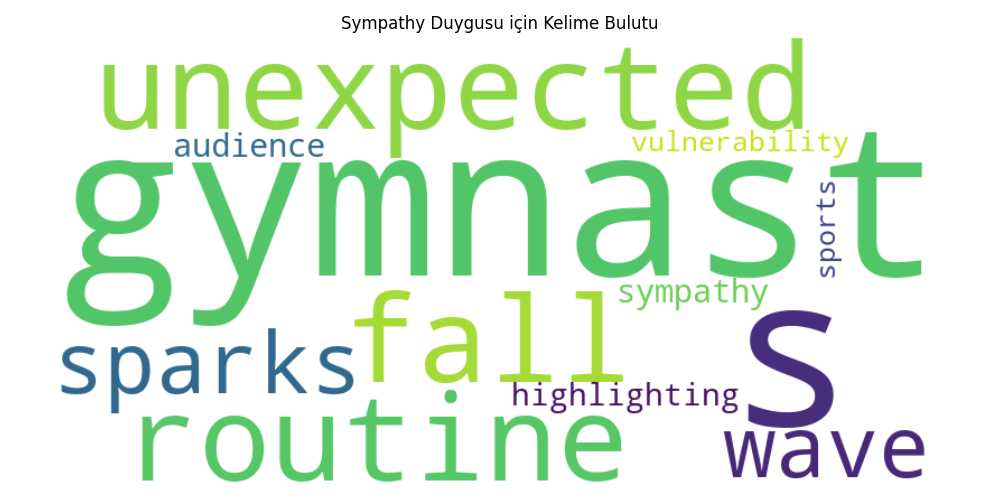 Sympathy Duygusu için Kelime Bulutu
unexpected
audience
vulnerability
gymnast
sports
sympathy
fall
s
sparks
highlighting
routine
wave